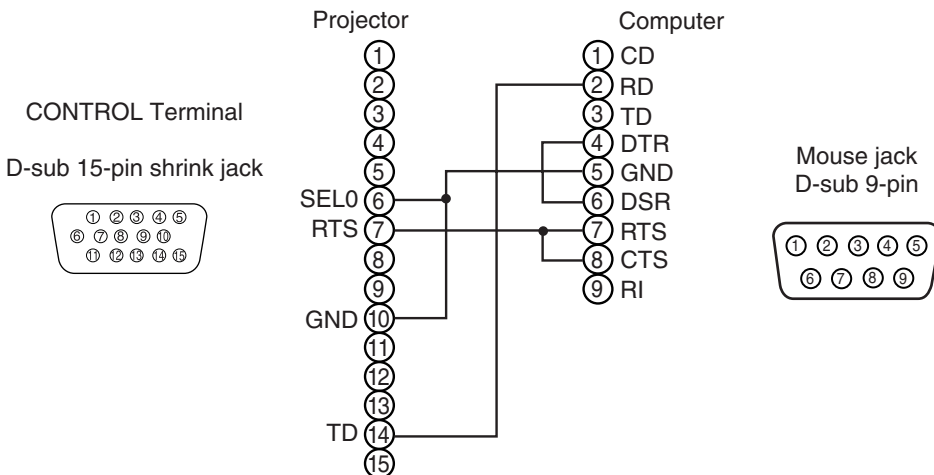 Projector
Computer
CONTROL Terminal
D-sub 15-pin shrink jack
① ② ③ ④ ⑤
⑥ ⑦ ⑧ ⑨ ⑩
⑪ ⑫ ⑬ ⑭ ⑮
①
②
③
④
⑤
SEL0 ⑥
RTS ⑦
⑧
⑨
GND ⑩
⑪
⑫
⑬
TD ⑭
⑮
① CD
② RD
③ TD
④ DTR
⑤ GND
⑥ DSR
⑦ RTS
⑧ CTS
⑨ RI
Mouse jack
D-sub 9-pin
① ② ③ ④ ⑤
⑥ ⑦ ⑧ ⑨